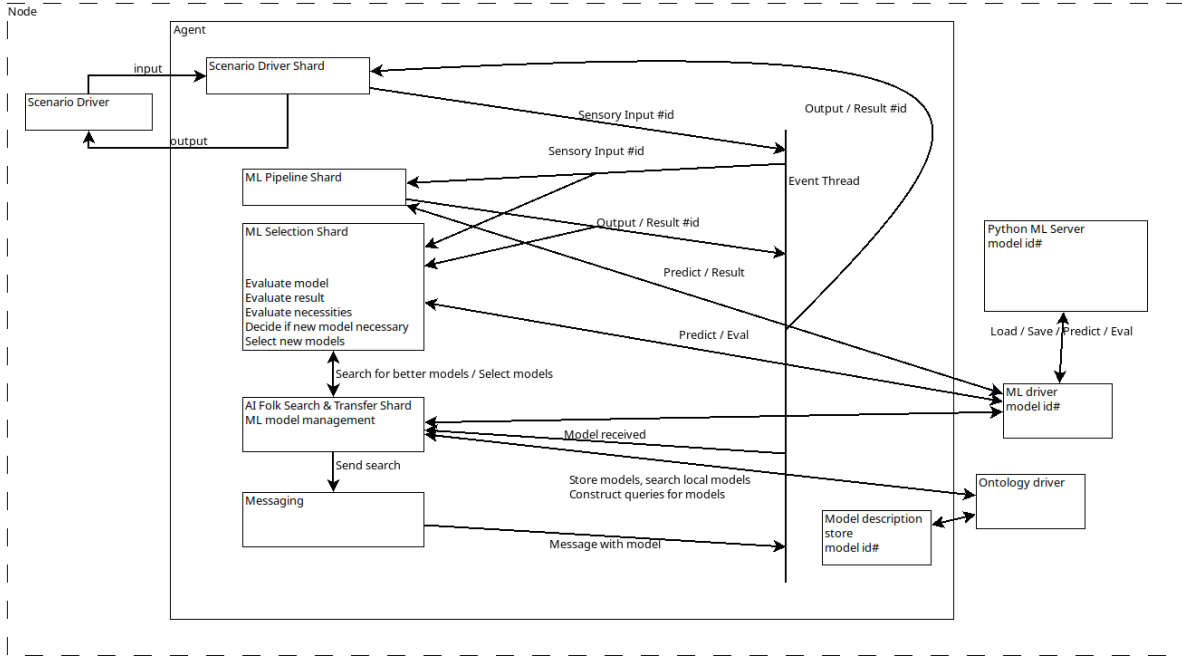 Node
Agent
Scenario Driver Shard
input
Scenario Driver
output
Sensory Input #id
Output / Result #id
Sensory Input #id
ML Pipeline Shard
Event Thread
Output / Result #id
ML Selection Shard
Evaluate model
Evaluate result
Evaluate necessities
Decide if new model necessary
Select new models
Python ML Server
model id#
Predict / Result
Predict / Eval
Load / Save / Predict / Eval
Search for better models / Select models
ML driver
model id#
AI Folk Search & Transfer Shard
ML model management
Model received
Send search
Store models, search local models
Construct queries for models
Ontology driver
Messaging
Model description
store
model id#
Message with model